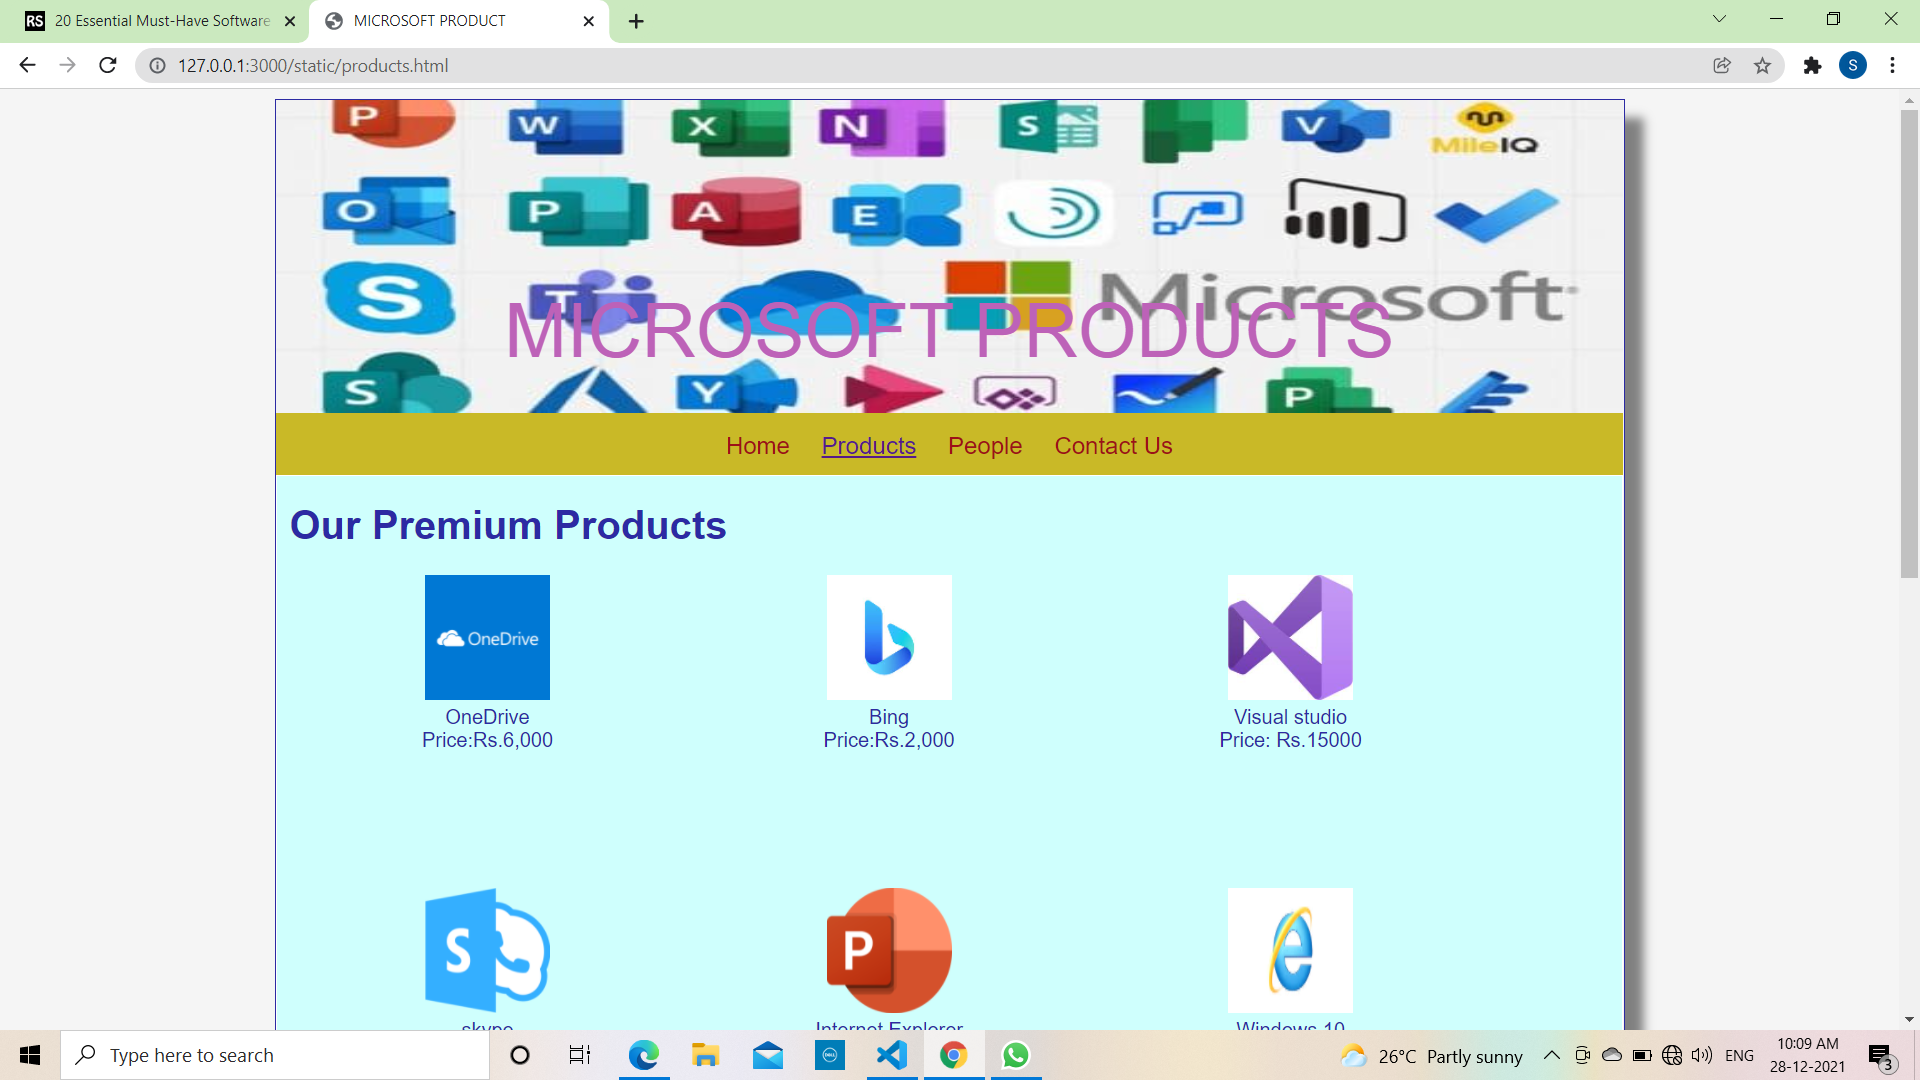 RS 20 Essential Must-Have Software
MICROSOFT PRODUCT
127.0.0.1:3000/static/products.html
S
P W X N S V MileIQ
O P A E
S T Microsoft
MICROSOFT PRODUCTS
S Y P
Home Products People Contact Us
Our Premium Products
OneDrive
OneDrive
Price:Rs.6,000
Bing
Price:Rs.2,000
Visual studio
Price: Rs.15000
S
P
skype
Internet Explorer
Windows 10
Type here to search
DELL
26°C Partly sunny
ENG
10:09 AM
28-12-2021
3